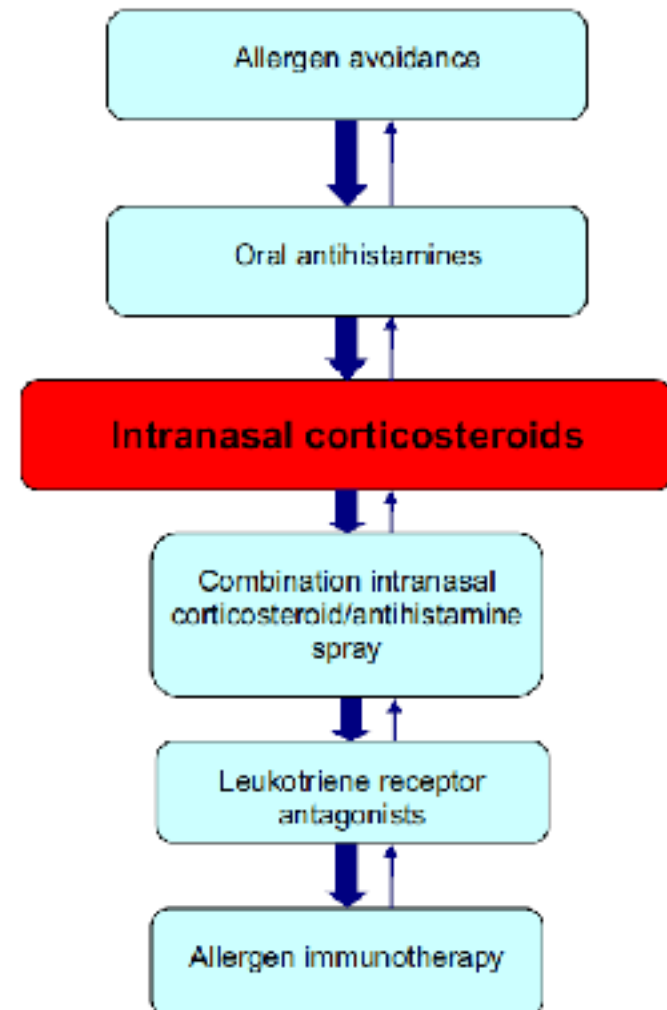 Allergen avoidance
Oral antihistamines
Intranasal corticosteroids
Combination intranasal
corticosteroid/antihistamine
spray
Leukotriene receptor
antagonists
Allergen immunotherapy